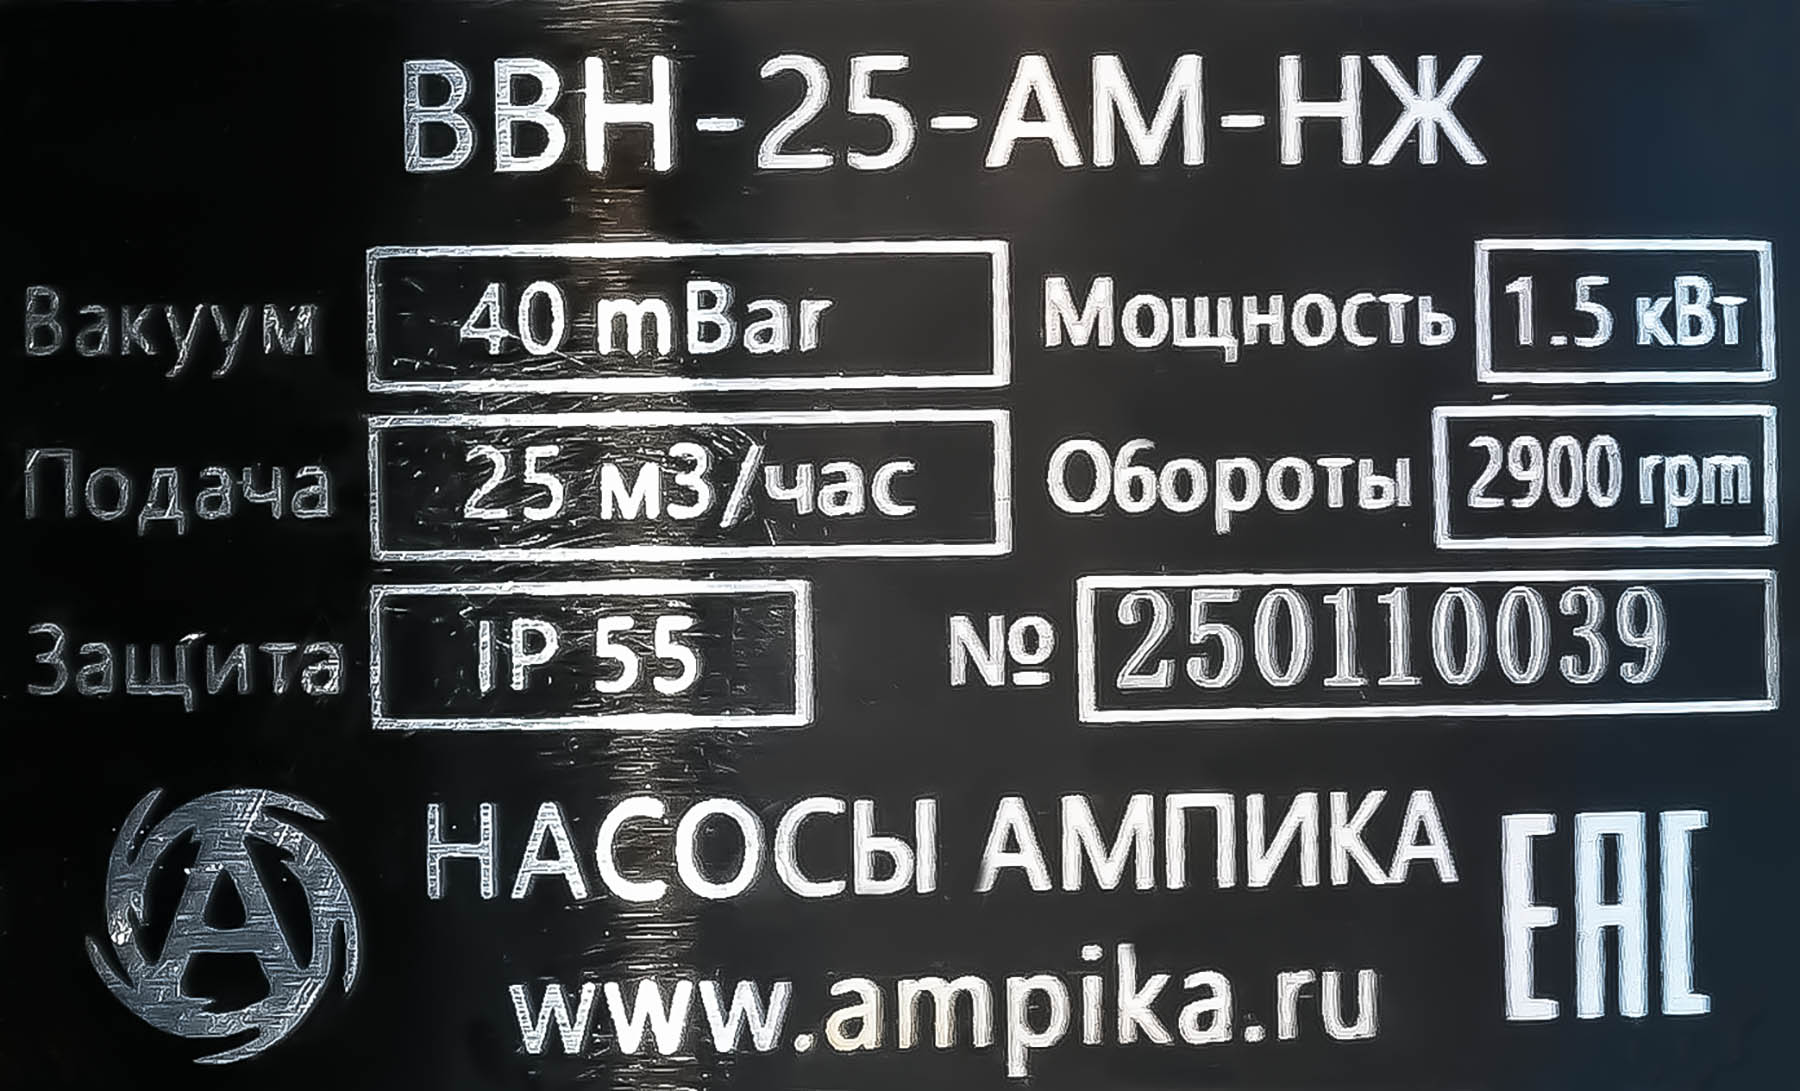 ВВН-25-АМ-НЖ
Вакуум 40 mBar Мощность 1.5 кВт
Подача 25 м3/час Обороты 2900 rpm
Защита IP 55 № 250110039
НАСОСЫ АМПИКА
www.ampika.ru
ЕАС